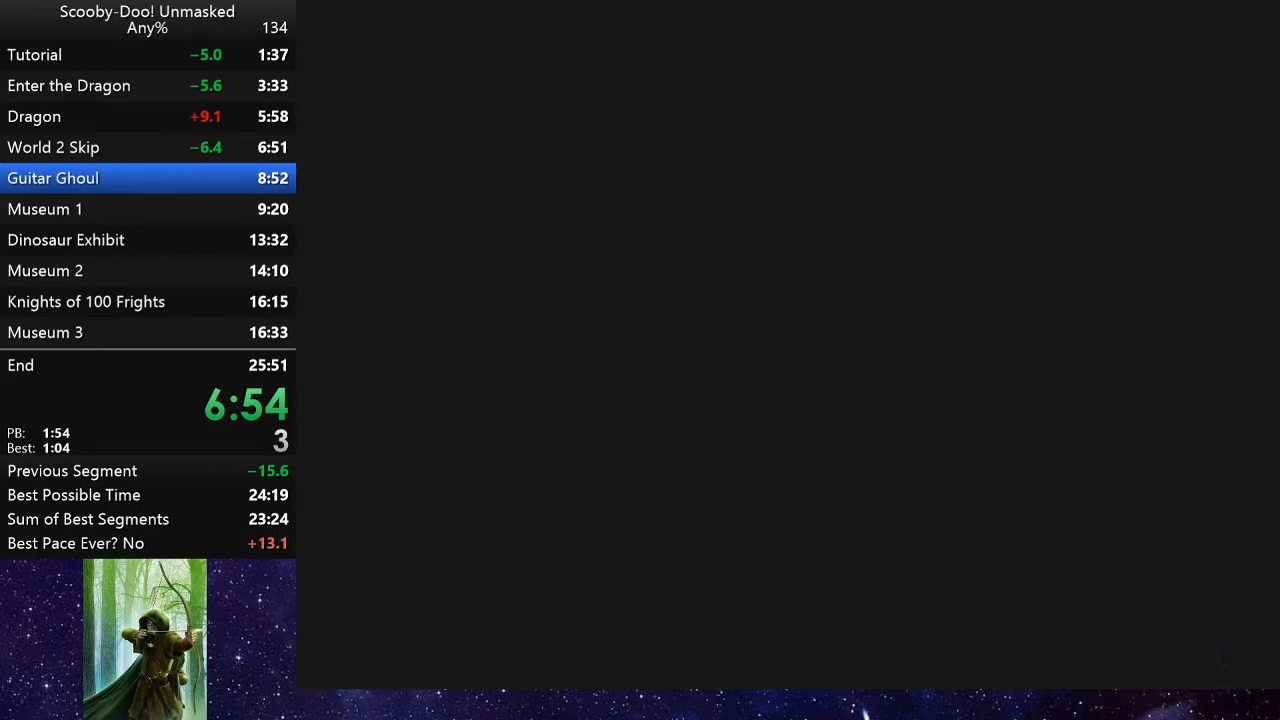 Scooby-Doo! Unmasked
Any% 134
Tutorial −5.0 1:37
Enter the Dragon −5.6 3:33
Dragon +9.1 5:58
World 2 Skip −6.4 6:51
Guitar Ghoul 8:52
Museum 1 9:20
Dinosaur Exhibit 13:32
Museum 2 14:10
Knights of 100 Frights 16:15
Museum 3 16:33
End 25:51
6:54
PB: 1:54
Best: 1:04 3
Previous Segment −15.6
Best Possible Time 24:19
Sum of Best Segments 23:24
Best Pace Ever? No +13.1